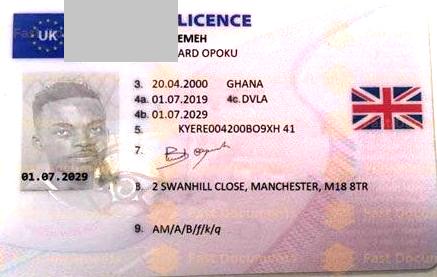 UK
LICENCE
EMEH
ARD OPOKU
3. 20.04.2000 GHANA
4a. 01.07.2019 4c. DVLA
4b. 01.07.2029
5. KYERE004200BO9XH 41
7.
01.07.2029
8. 2 SWANHILL CLOSE, MANCHESTER, M18 8TR
9. AM/A/B/f/k/q
Fast Documents